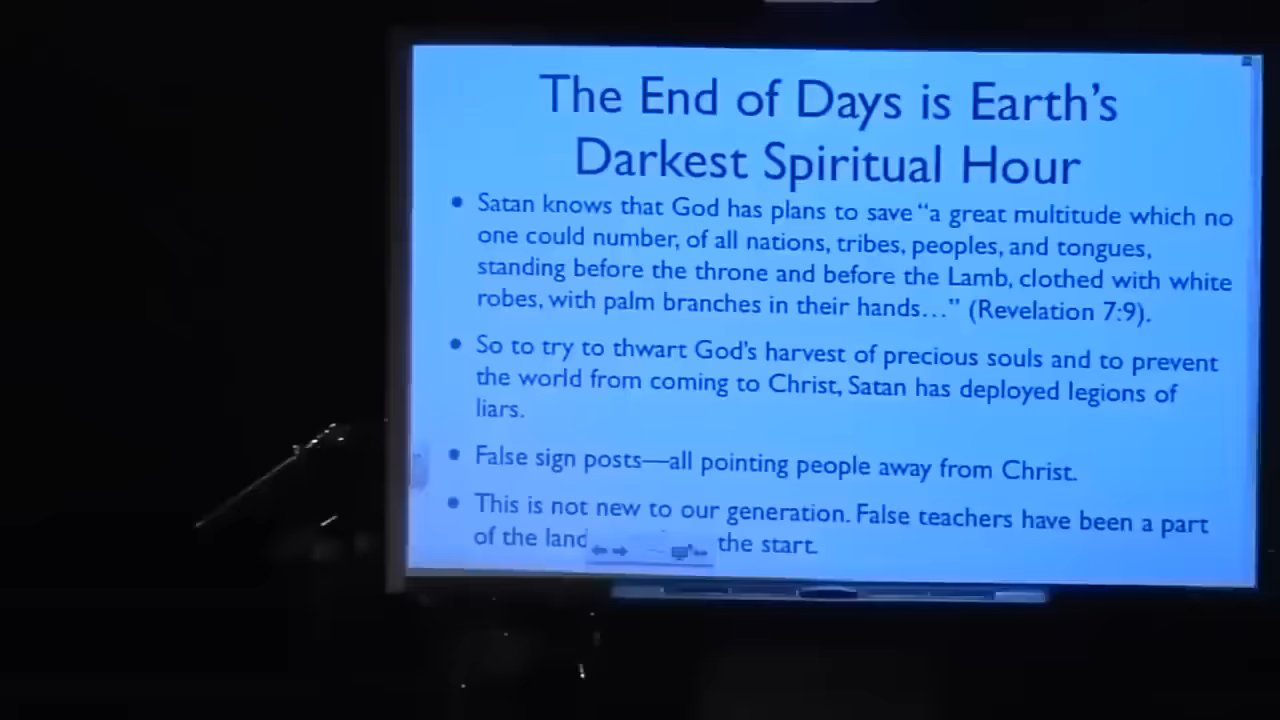 The End of Days is Earth's
Darkest Spiritual Hour
• Satan knows that God has plans to save “a great multitude which no
one could number, of all nations, tribes, peoples, and tongues,
standing before the throne and before the Lamb, clothed with white
robes, with palm branches in their hands…” (Revelation 7:9).
• So to try to thwart God's harvest of precious souls and to prevent
the world from coming to Christ, Satan has deployed legions of
liars.
• False sign posts—all pointing people away from Christ.
• This is not new to our generation. False teachers have been a part
of the the start.